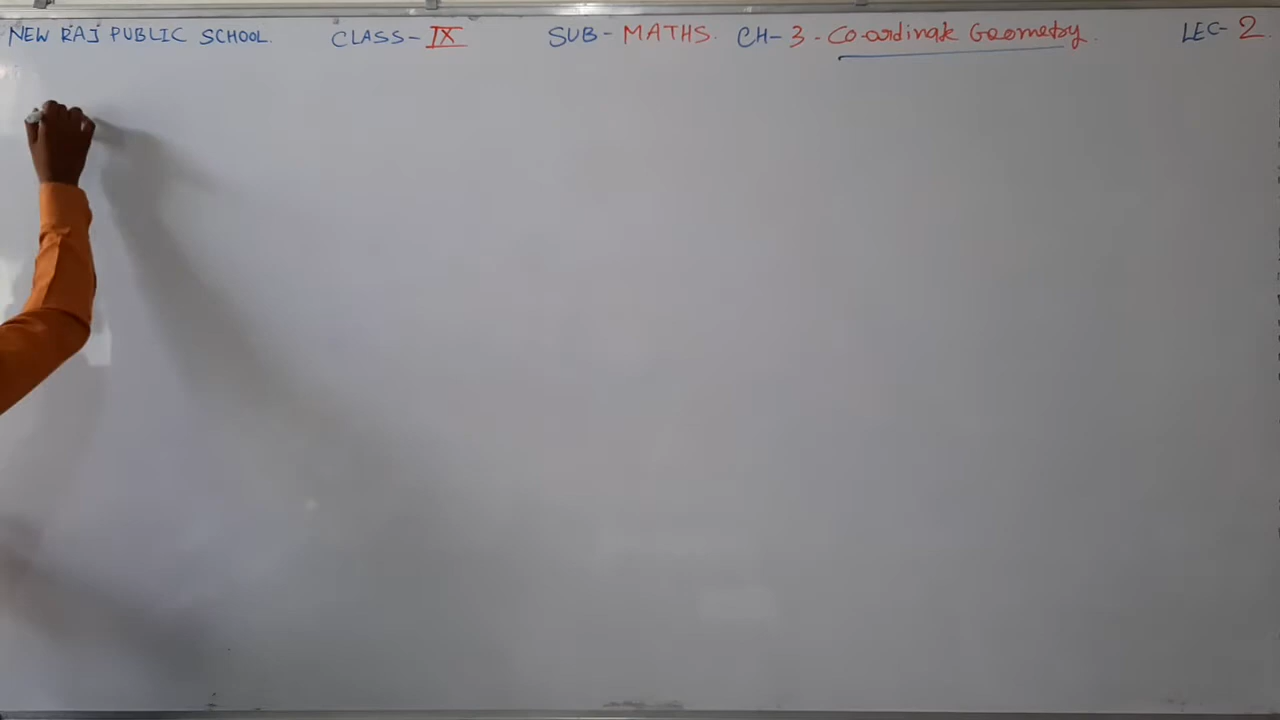 NEW RAJ PUBLIC SCHOOL. CLASS - IX SUB - MATHS. CH - 3 - Co-ordinate Geometry. LEC - 2.